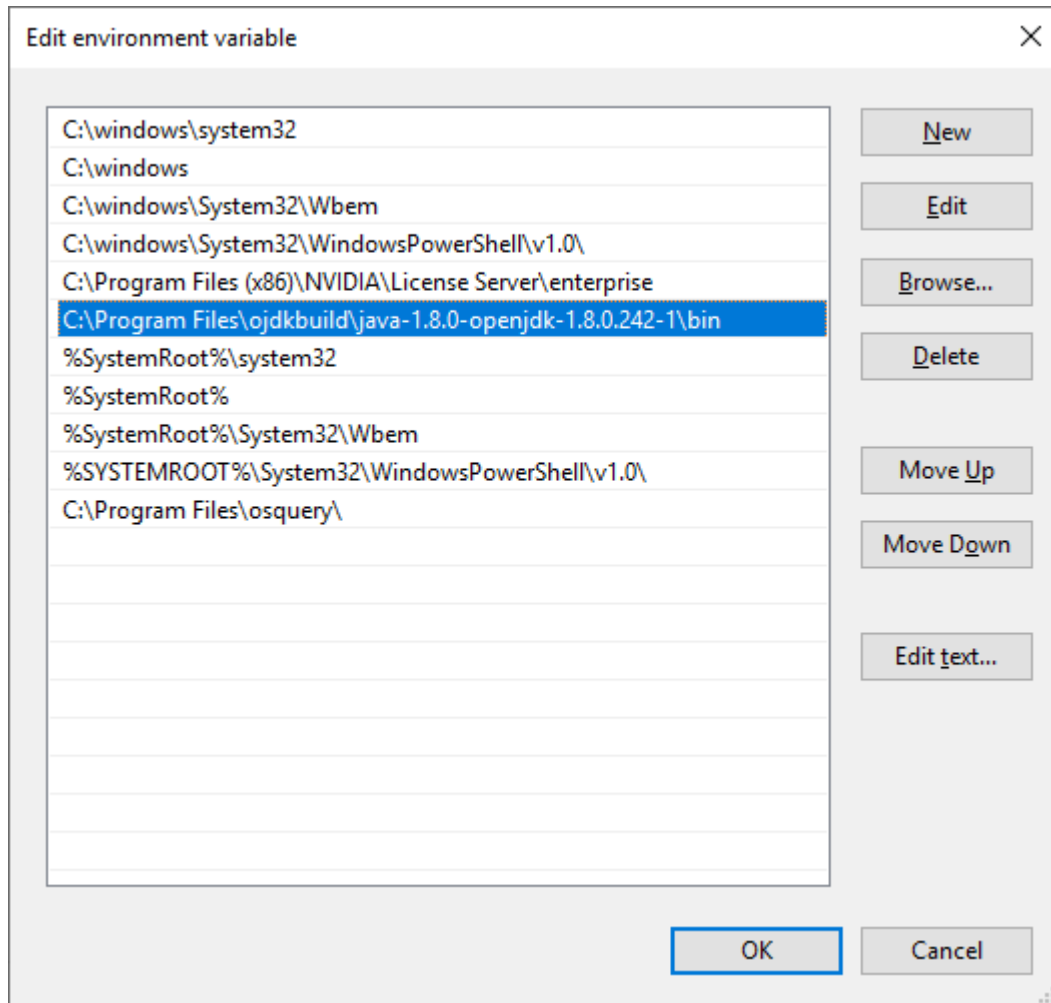 Edit environment variable
C:\windows\system32
C:\windows
C:\windows\System32\Wbem
C:\windows\System32\WindowsPowerShell\v1.0\
C:\Program Files (x86)\NVIDIA\License Server\enterprise
C:\Program Files\ojdkbuild\java-1.8.0-openjdk-1.8.0.242-1\bin
%SystemRoot%\system32
%SystemRoot%
%SystemRoot%\System32\Wbem
%SYSTEMROOT%\System32\WindowsPowerShell\v1.0\
C:\Program Files\osquery\
New
Edit
Browse...
Delete
Move Up
Move Down
Edit text...
OK
Cancel